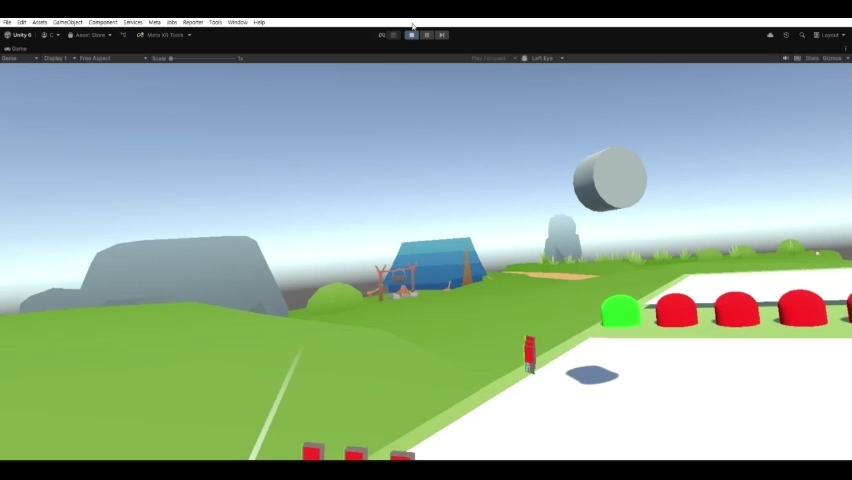 File Edit Assets GameObject Component Services Meta Jobs Reporter Tools Window Help
Unity 6 C Asset Store Meta XR Tools Layout
Game
Game Display 1 Free Aspect Scale 1x Play Focused Left Eye Stats Gizmos